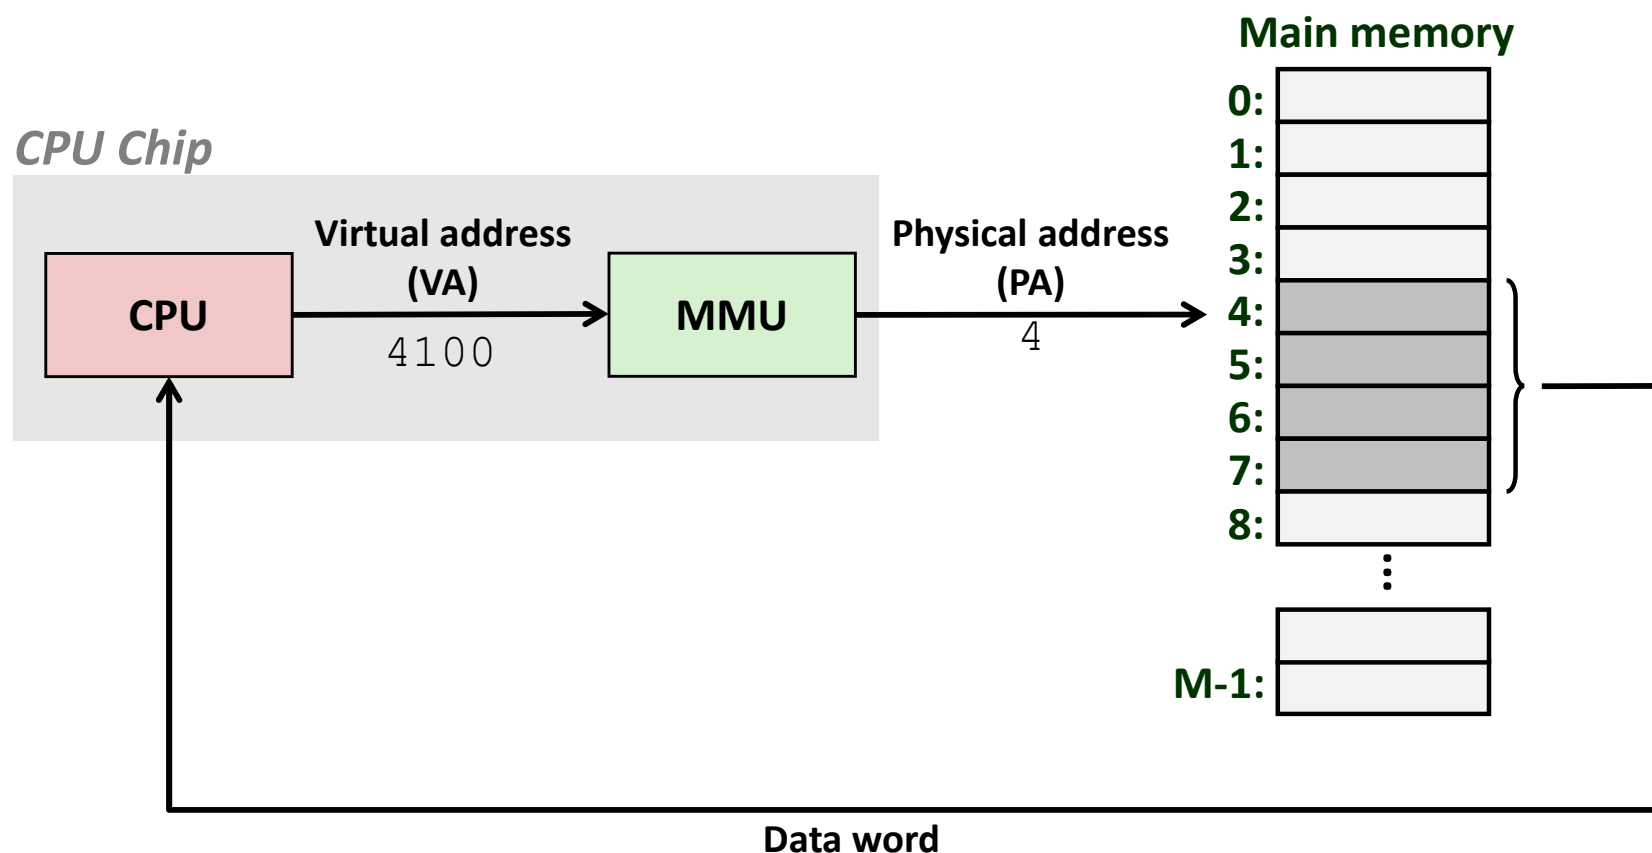 Main memory
0:
1:
2:
3:
4:
5:
6:
7:
8:
M-1:
CPU Chip
Virtual address
(VA)
4100
CPU
MMU
Physical address
(PA)
4
Data word